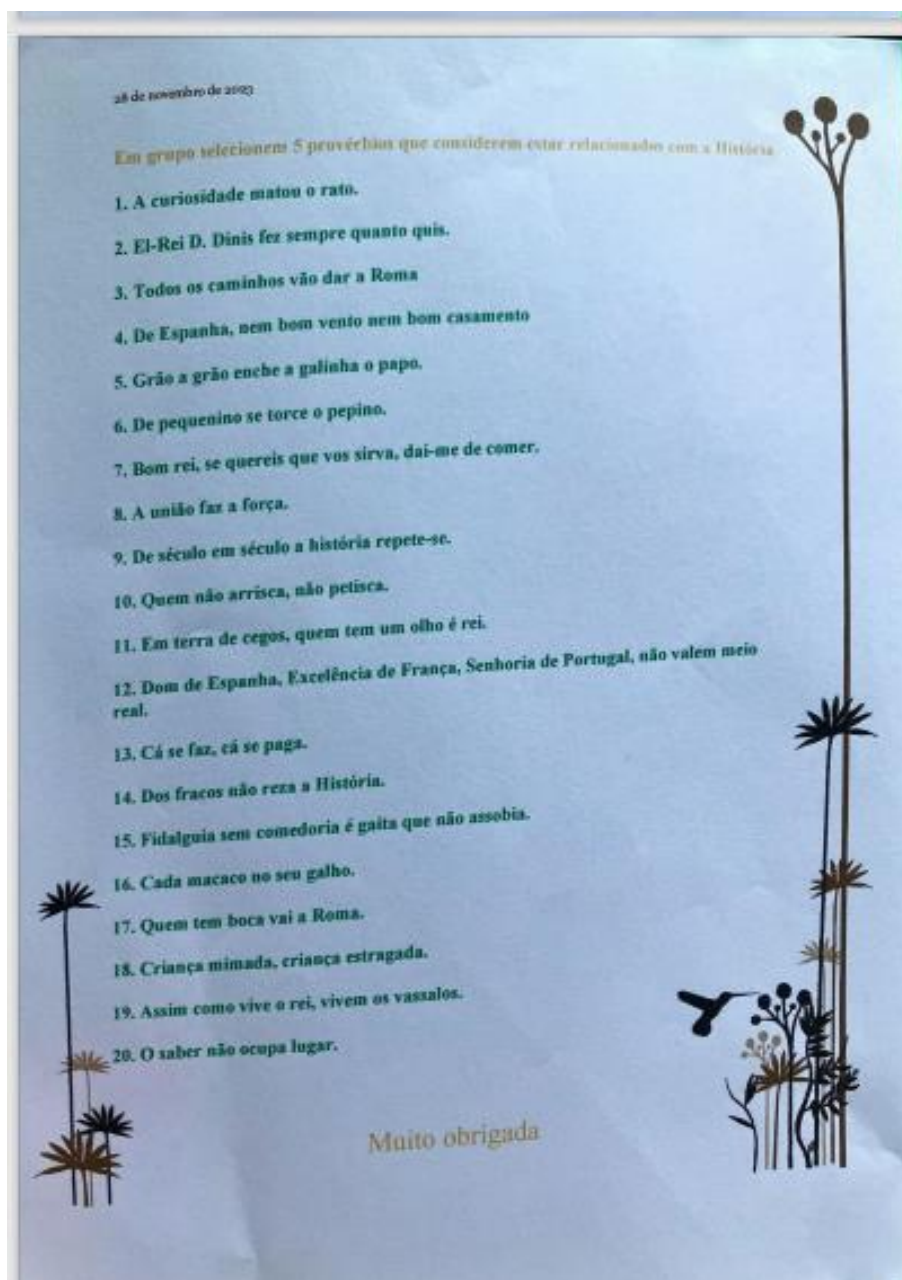 28 de novembro de 2023
Em grupo selecionem 5 provérbios que considerem estar relacionados com a História
1. A curiosidade matou o rato.
2. El-Rei D. Dinis fez sempre quanto quis.
3. Todos os caminhos vão dar a Roma
4. De Espanha, nem bom vento nem bom casamento
5. Grão a grão enche a galinha o papo.
6. De pequenino se torce o pepino.
7. Bom rei, se quereis que vos sirva, dai-me de comer.
8. A união faz a força.
9. De século em século a história repete-se.
10. Quem não arrisca, não petisca.
11. Em terra de cegos, quem tem um olho é rei.
12. Dom de Espanha, Excelência de França, Senhoria de Portugal, não valem meio
real.
13. Cá se faz, cá se paga.
14. Dos fracos não reza a História.
15. Fidalguia sem comedoria é gaita que não assobia.
16. Cada macaco no seu galho.
17. Quem tem boca vai a Roma.
18. Criança mimada, criança estragada.
19. Assim como vive o rei, vivem os vassalos.
20. O saber não ocupa lugar.
Muito obrigada